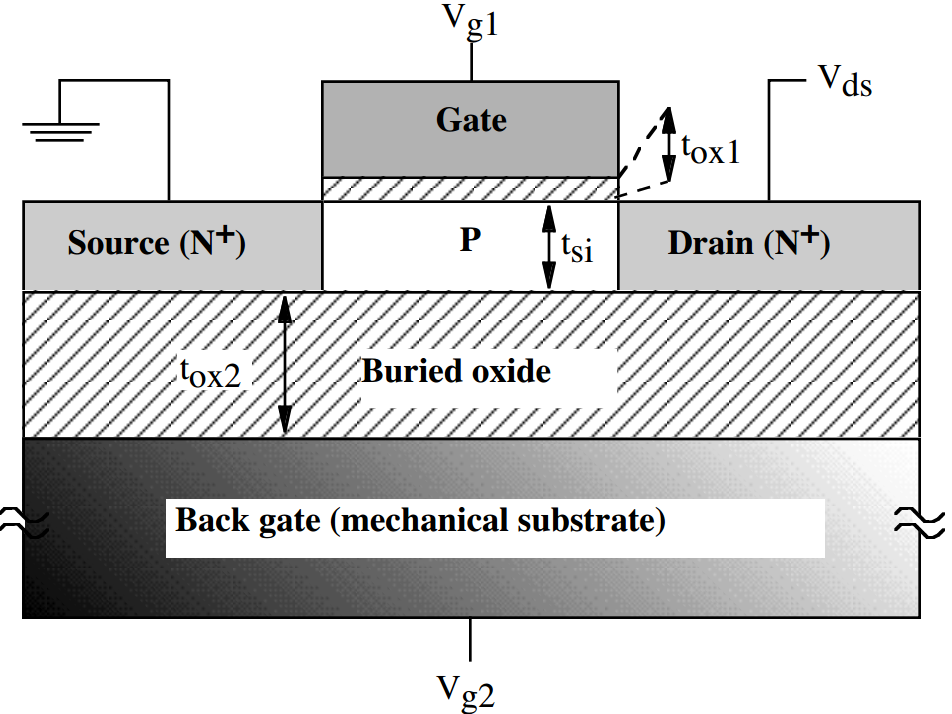 Vg1
Vds
Gate
tox1
Source (N+)
P
tsi
Drain (N+)
tox2
Buried oxide
Back gate (mechanical substrate)
Vg2